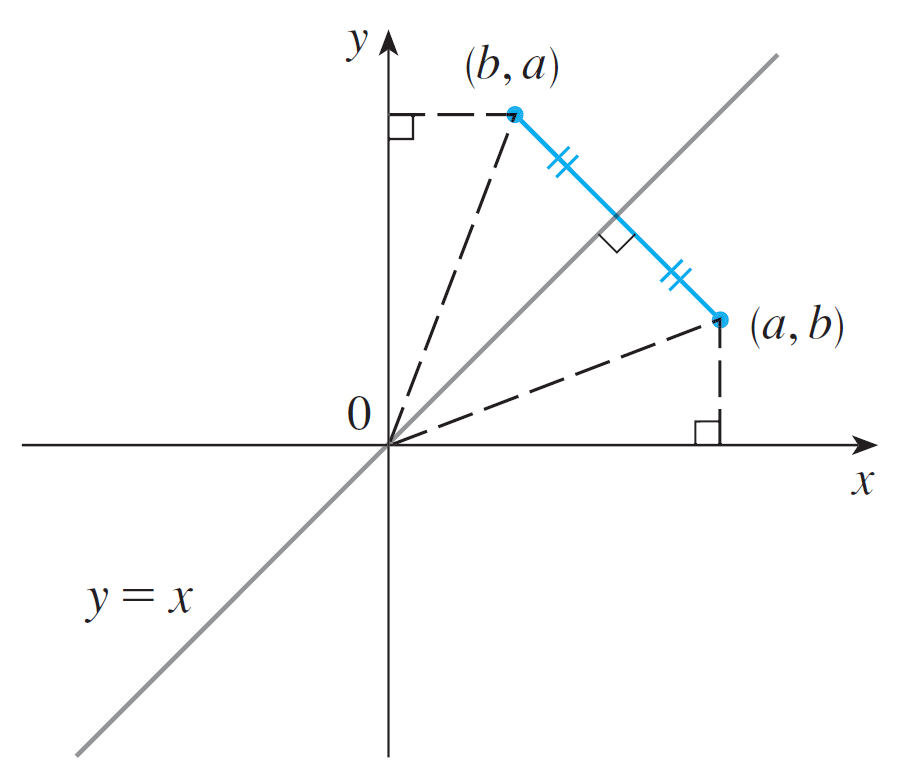 y
(b, a)
(a, b)
0
x
y = x